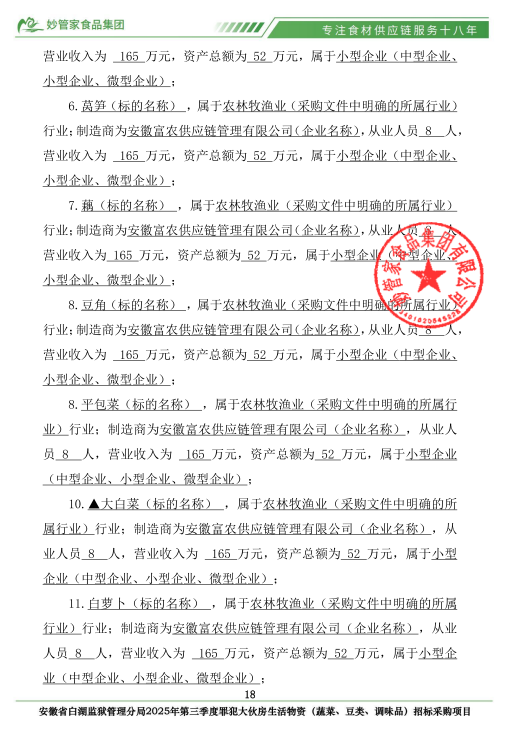 妙管家食品集团
专注食材供应链服务十八年
营业收入为 165 万元，资产总额为 52 万元，属于小型企业（中型企业、
小型企业、微型企业）；
6. 莴笋（标的名称） ，属于农林牧渔业（采购文件中明确的所属行业）
行业；制造商为安徽富农供应链管理有限公司（企业名称），从业人员 8 人，
营业收入为 165 万元，资产总额为 52 万元，属于小型企业（中型企业、
小型企业、微型企业）；
7. 藕（标的名称） ，属于农林牧渔业（采购文件中明确的所属行业）
行业；制造商为安徽富农供应链管理有限公司（企业名称），从业人员 8 人，
营业收入为 165 万元，资产总额为 52 万元，属于小型企业（中型企业、
小型企业、微型企业）；
8. 豆角（标的名称） ，属于农林牧渔业（采购文件中明确的所属行业）
行业；制造商为安徽富农供应链管理有限公司（企业名称），从业人员 8 人，
营业收入为 165 万元，资产总额为 52 万元，属于小型企业（中型企业、
小型企业、微型企业）；
8. 平包菜（标的名称） ，属于农林牧渔业（采购文件中明确的所属行
业）行业；制造商为安徽富农供应链管理有限公司（企业名称），从业人
员 8 人，营业收入为 165 万元，资产总额为 52 万元，属于小型企业
（中型企业、小型企业、微型企业）；
10. ▲大白菜（标的名称） ，属于农林牧渔业（采购文件中明确的所
属行业）行业；制造商为安徽富农供应链管理有限公司（企业名称），从
业人员 8 人，营业收入为 165 万元，资产总额为 52 万元，属于小型
企业（中型企业、小型企业、微型企业）；
11. 白萝卜（标的名称） ，属于农林牧渔业（采购文件中明确的所属
行业）行业；制造商为安徽富农供应链管理有限公司（企业名称），从业
人员 8 人，营业收入为 165 万元，资产总额为 52 万元，属于小型企
业（中型企业、小型企业、微型企业）；
妙管家食品集团有限公司
18
安徽省白湖监狱管理分局2025年第三季度罪犯大伙房生活物资（蔬菜、豆类、调味品）招标采购项目